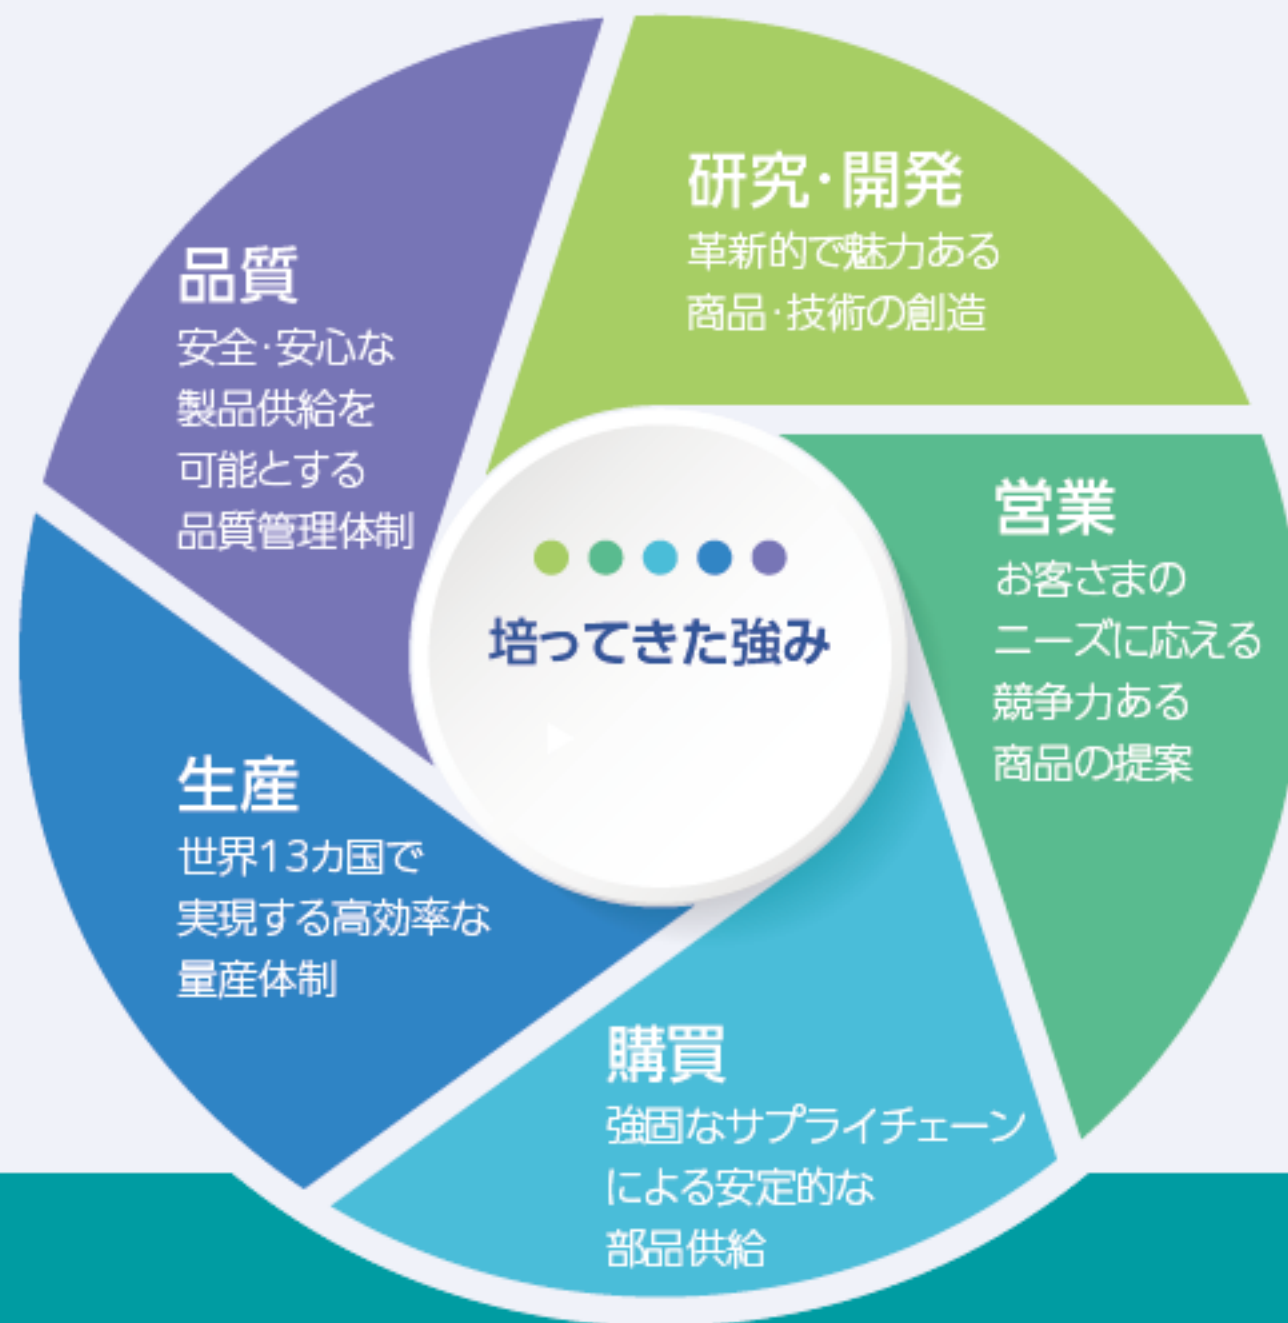 研究・開発
革新的で魅力ある
商品・技術の創造
営業
お客さまの
ニーズに応える
競争力ある
商品の提案
購買
強固なサプライチェーン
による安定的な
部品供給
生産
世界13カ国で
実現する高効率な
量産体制
品質
安全・安心な
製品供給を
可能とする
品質管理体制
培ってきた強み